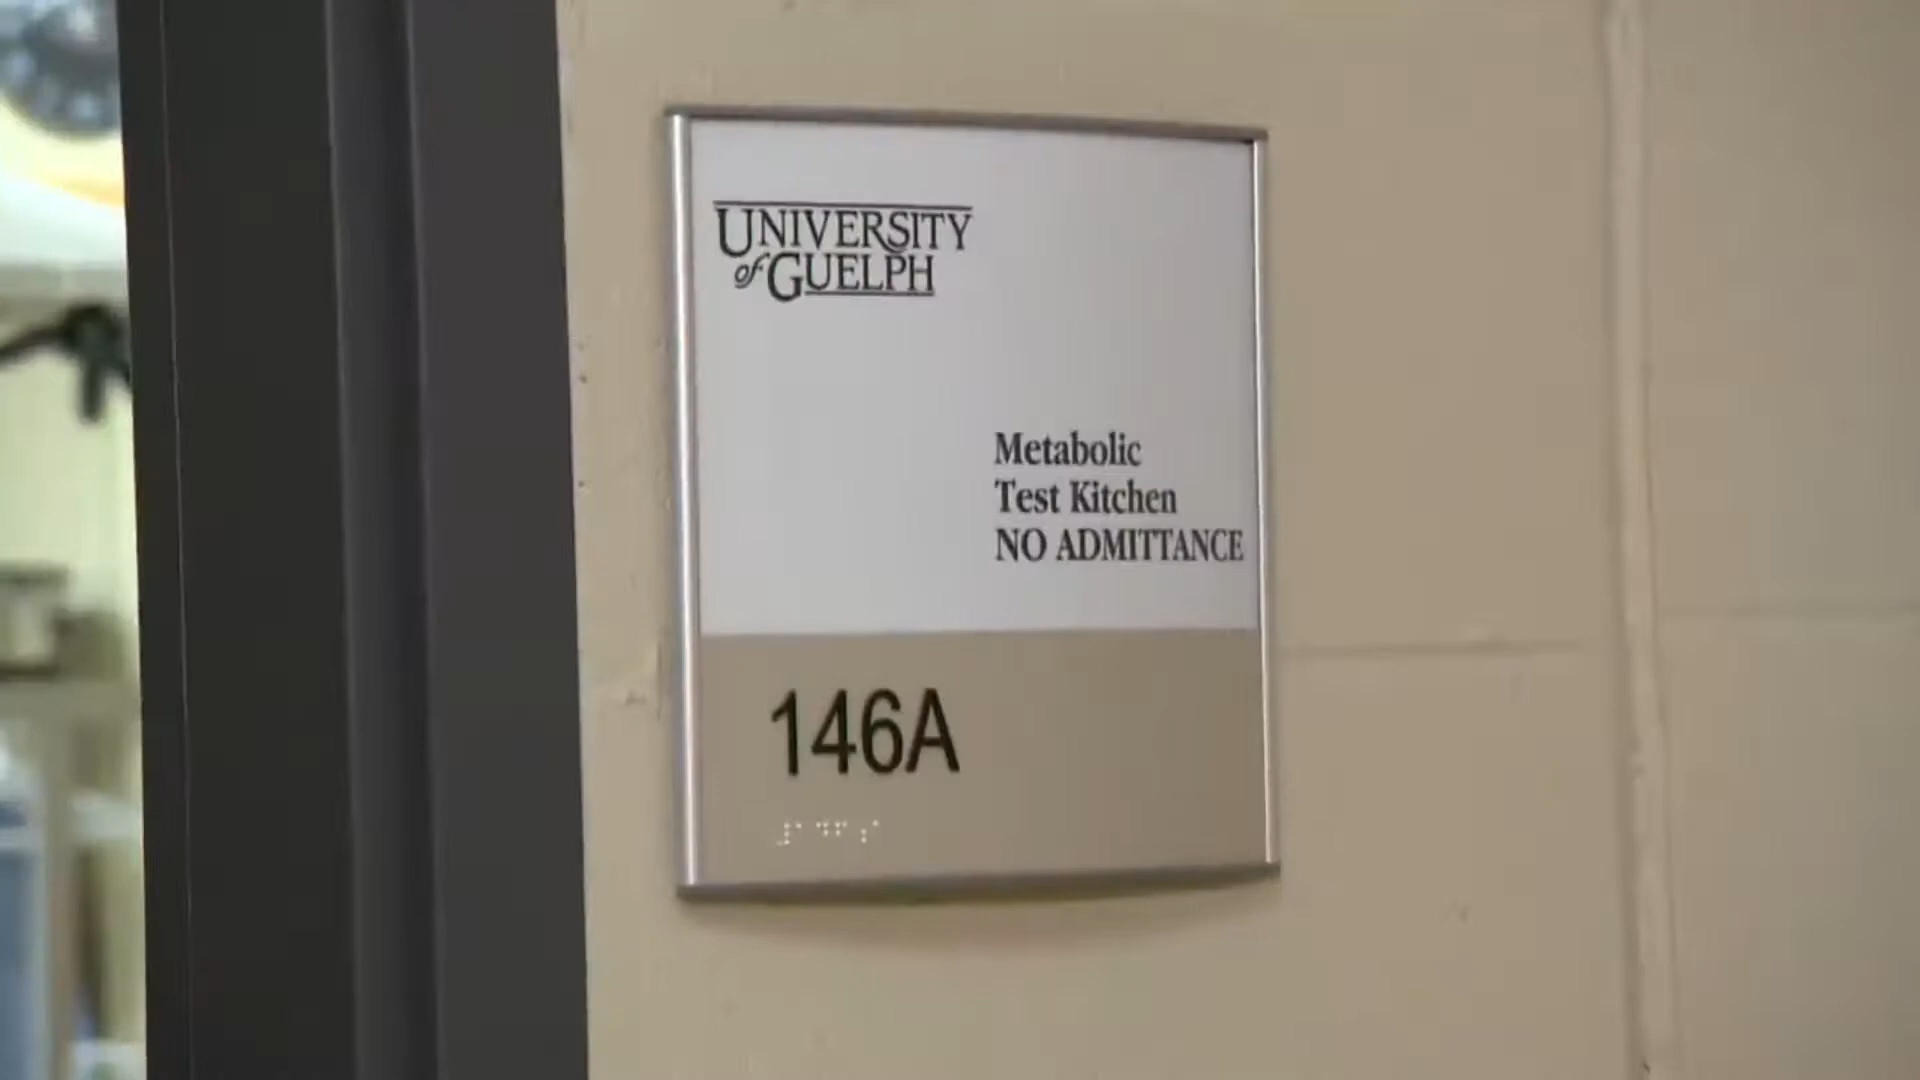 UNIVERSITY
of GUELPH
Metabolic
Test Kitchen
NO ADMITTANCE
146A